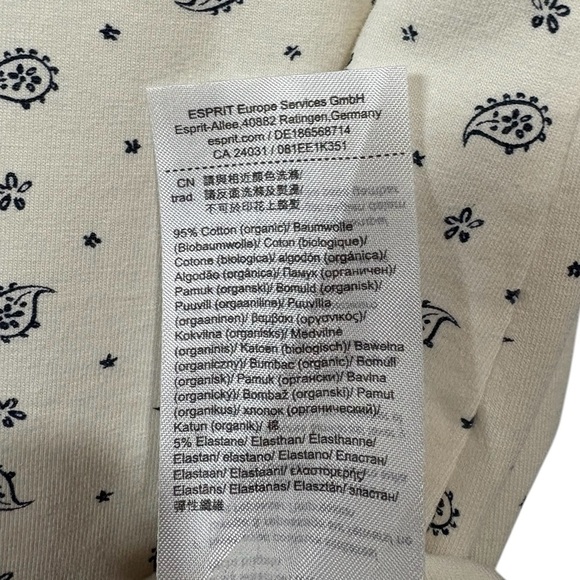 ESPRIT Europe Services GmbH
Esprit-Allee,40882 Ratingen,Germany
esprit.com / DE186568714
CA 24031 / 081EE1K351
CN 請與相近顏色洗滌/
trad. 請反面洗滌及熨燙/
不可於印花上熨燙
95% Cotton (organic)/ Baumwolle
(Biobaumwolle)/ Coton (biologique)/
Cotone (biologica)/ algodón (orgánica)/
Algodão (orgânica)/ Памук (органичен)/
Pamuk (organski)/ Bomuld (organisk)/
Puuvill (orgaaniline)/ Puuvilla
(orgaaninen)/ βαμβάκι (οργανικός)/
Kokvilna (organisks)/ Medvilnė
(organinis)/ Katoen (biologisch)/ Bawełna
(organiczny)/ Bumbac (organic)/ Bomull
(organisk)/ Pamuk (органски)/ Bavlna
(organický)/ Bombaž (organski)/ Pamut
(organikus)/ хлопок (органический)/
Katun (organik)/ 棉
5% Elastane/ Elasthan/ Élasthanne/
Elastan/ elastano/ Elastano/ Еластан/
Elastaan/ Elastaani/ ελαστομερής/
Elastāns/ Elastanas/ Elasztán/ эластан/
彈性纖維